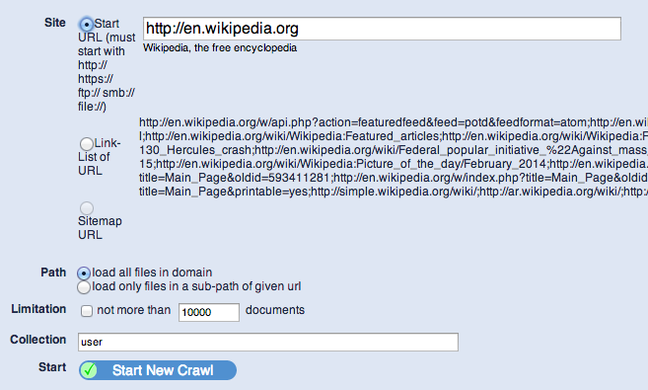 Site
Start
URL (must
start with
http://
https://
ftp:// smb://
file://)
http://en.wikipedia.org
Wikipedia, the free encyclopedia
Link-
List of
URL
http://en.wikipedia.org/w/api.php?action=featuredfeed&feed=potd&feedformat=atom;http://en.wi
l;http://en.wikipedia.org/wiki/Wikipedia:Featured_articles;http://en.wikipedia.org/wiki/Wikipedia:F
130_Hercules_crash;http://en.wikipedia.org/wiki/Federal_popular_initiative_%22Against_mass_
15;http://en.wikipedia.org/wiki/Wikipedia:Picture_of_the_day/February_2014;http://en.wikipedia.
title=Main_Page&oldid=593411281;http://en.wikipedia.org/w/index.php?title=Main_Page&oldid
title=Main_Page&printable=yes;http://simple.wikipedia.org/wiki/;http://ar.wikipedia.org/wiki/;http:/
Sitemap
URL
Path
load all files in domain
load only files in a sub-path of given url
Limitation
not more than 10000 documents
Collection
user
Start
Start New Crawl